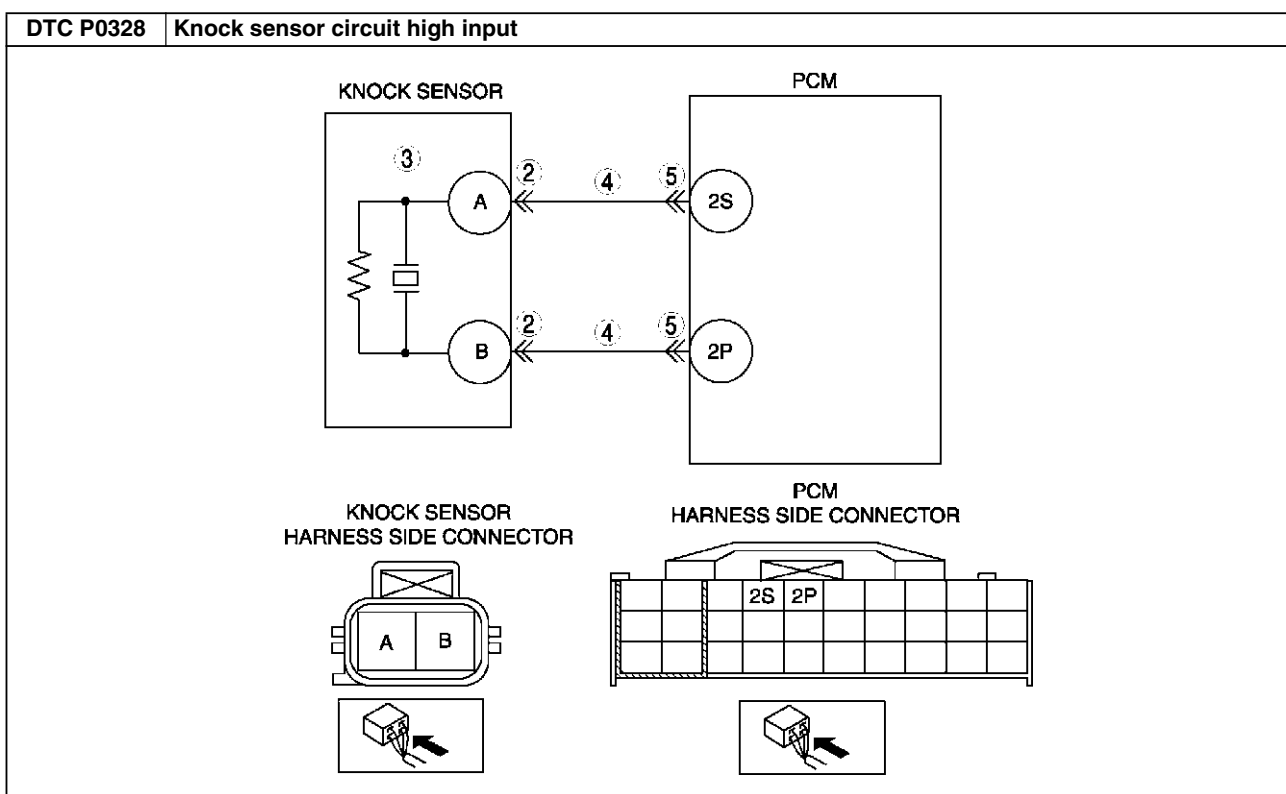 DTC P0328 Knock sensor circuit high input
KNOCK SENSOR
PCM
3
A
2
4
5
2S
B
2
4
5
2P
KNOCK SENSOR
HARNESS SIDE CONNECTOR
PCM
HARNESS SIDE CONNECTOR
A B
2S 2P